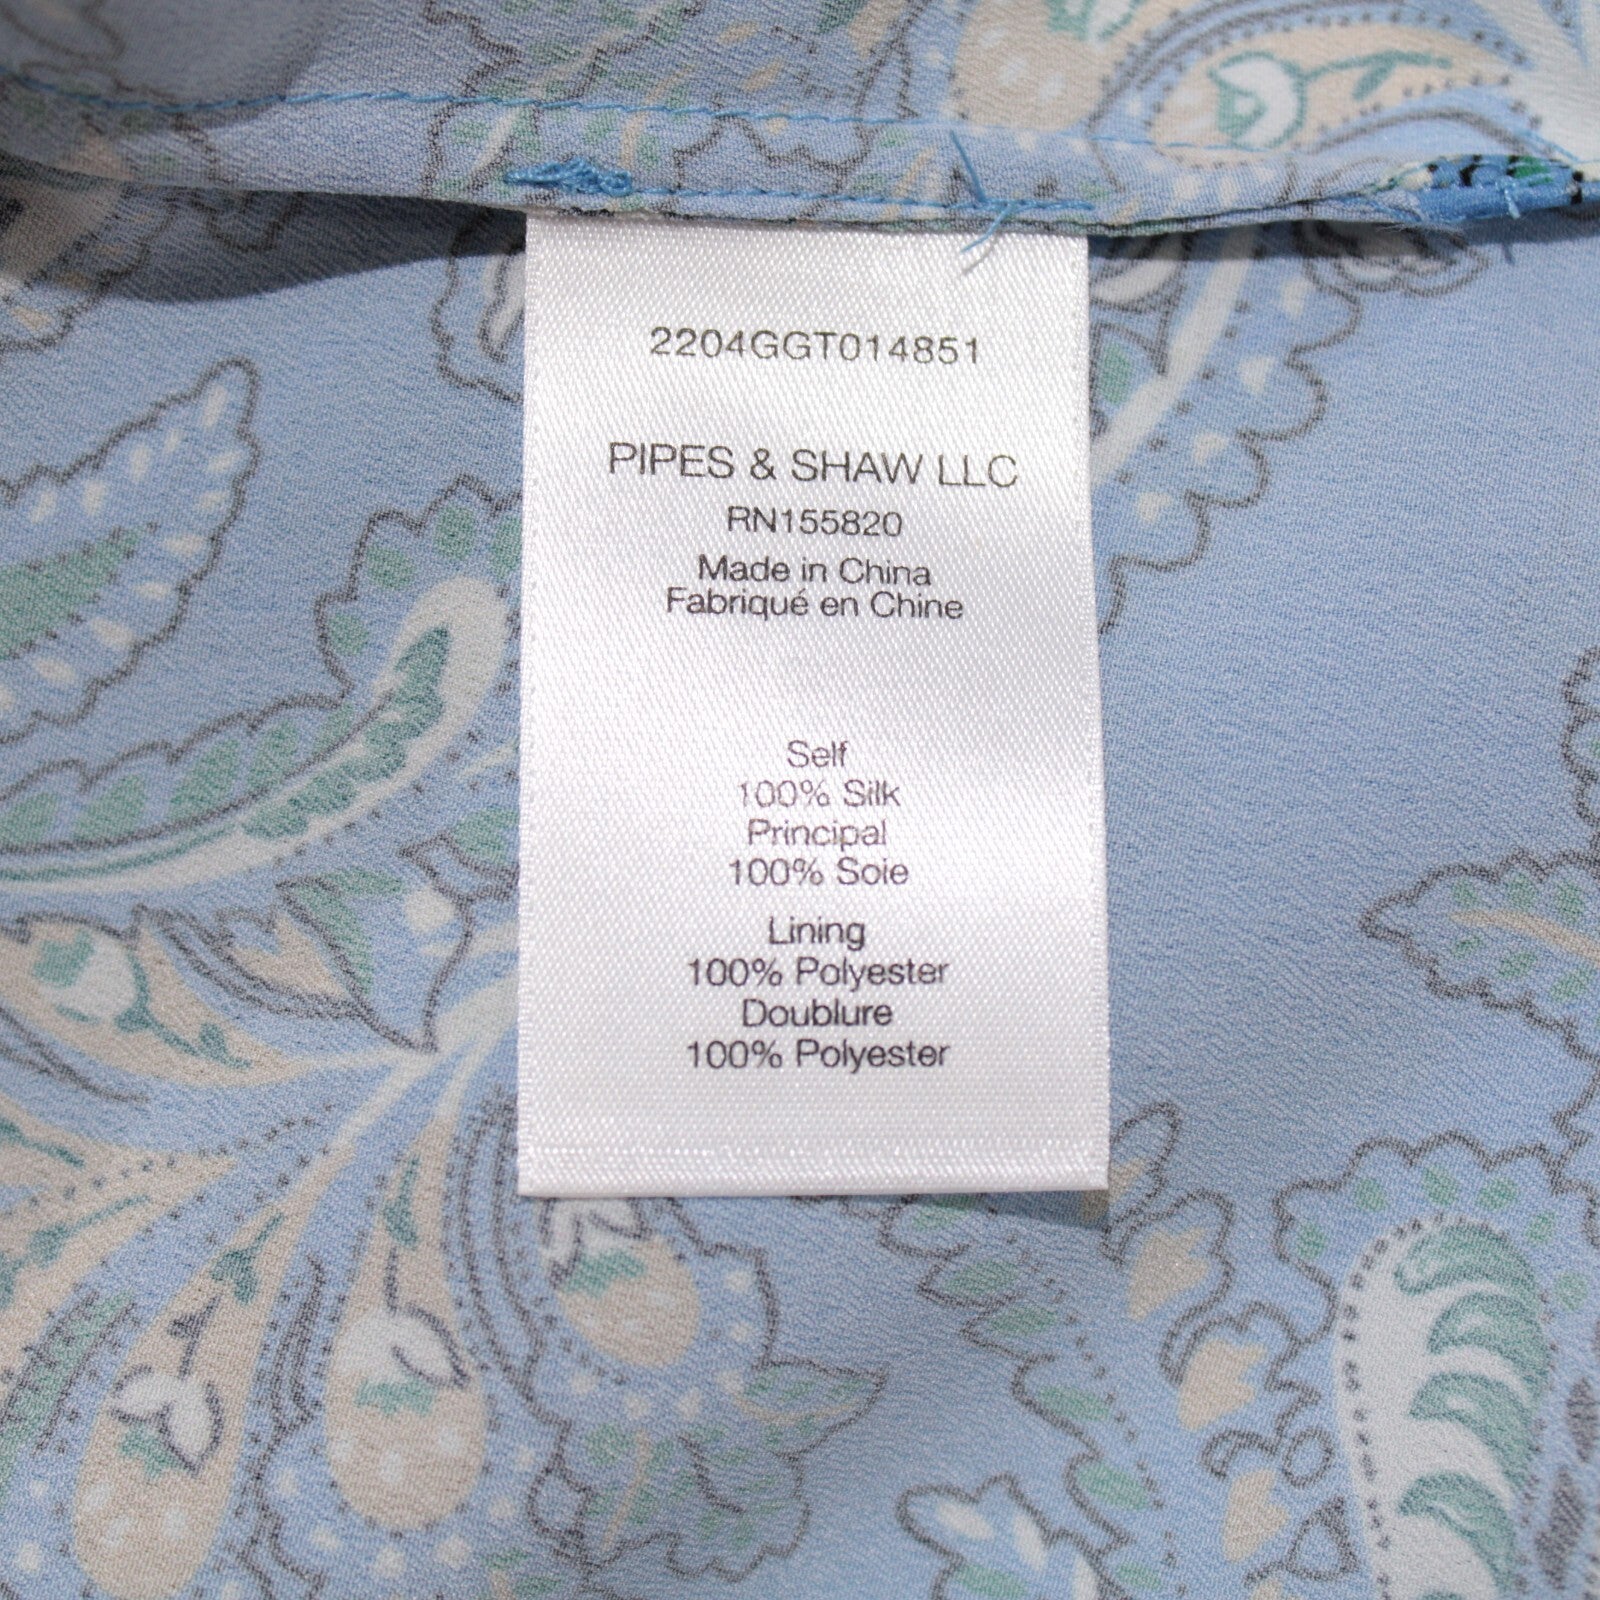 2204GGT014851
PIPES & SHAW LLC
RN155820
Made in China
Fabriqué en Chine
Self
100% Silk
Principal
100% Soie
Lining
100% Polyester
Doublure
100% Polyester